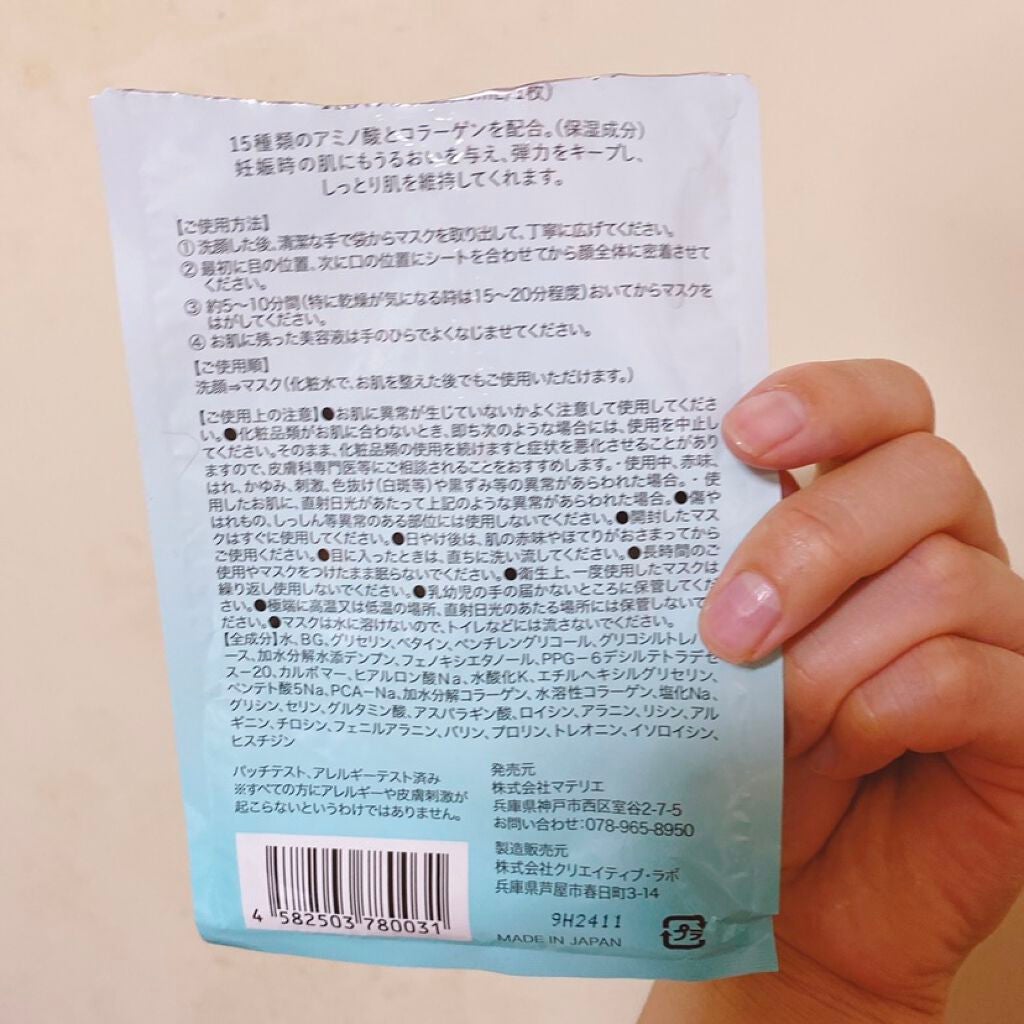 1枚)
15種類のアミノ酸とコラーゲンを配合。(保湿成分)
妊娠時の肌にもうるおいを与え、弾力をキープし、
しっとり肌を維持してくれます。
【ご使用方法】
① 洗顔した後、清潔な手で袋からマスクを取り出して、丁寧に広げてください。
② 最初に目の位置、次に口の位置にシートを合わせてから顔全体に密着させて
ください。
③ 約5〜10分間(特に乾燥が気になる時は15〜20分程度)おいてからマスクを
はがしてください。
④ お肌に残った美容液は手のひらでよくなじませてください。
【ご使用順】
洗顔⇒マスク(化粧水で、お肌を整えた後でもご使用いただけます。)
【ご使用上の注意】●お肌に異常が生じていないかよく注意して使用してくださ
い。●化粧品類がお肌に合わないとき、即ち次のような場合には、使用を中止し
てください。そのまま、化粧品類の使用を続けますと症状を悪化させることがあり
ますので、皮膚科専門医等にご相談されることをおすすめします。・使用中、赤味、
はれ、かゆみ、刺激、色抜け(白斑等)や黒ずみ等の異常があらわれた場合。・使
用したお肌に、直射日光があたって上記のような異常があらわれた場合。●傷や
はれもの、しっしん等異常のある部位には使用しないでください。●開封したマス
クはすぐに使用してください。●日やけ後は、肌の赤味やほてりがおさまってから
ご使用ください。●目に入ったときは、直ちに洗い流してください。●長時間のご
使用やマスクをつけたまま眠らないでください。●衛生上、一度使用したマスクは
繰り返し使用しないでください。●乳幼児の手の届かないところに保管してくだ
さい。●極端に高温又は低温の場所、直射日光のあたる場所には保管しないで
ださい。●マスクは水に溶けないので、トイレなどには流さないでください。
【全成分】水、BG、グリセリン、ベタイン、ペンチレングリコール、グリコシルトレハ
ース、加水分解水添デンプン、フェノキシエタノール、PPG－6デシルテトラデセ
ス－20、カルボマー、ヒアルロン酸Na、水酸化K、エチルヘキシルグリセリン、
ペンテト酸5Na、PCA－Na、加水分解コラーゲン、水溶性コラーゲン、塩化Na、
グリシン、セリン、グルタミン酸、アスパラギン酸、ロイシン、アラニン、リシン、アル
ギニン、チロシン、フェニルアラニン、バリン、プロリン、トレオニン、イソロイシン、
ヒスチジン
パッチテスト、アレルギーテスト済み
※すべての方にアレルギーや皮膚刺激が
起こらないというわけではありません。
発売元
株式会社マテリエ
兵庫県神戸市西区室谷2-7-5
お問い合わせ:078-965-8950
製造販売元
株式会社クリエイティブ・ラボ
兵庫県芦屋市春日町3-14
4 582503 780031
9H2411
MADE IN JAPAN
プラ